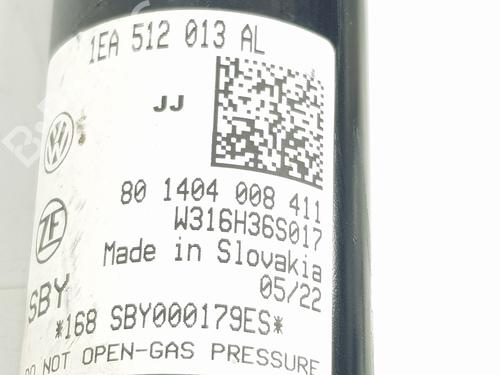 1EA 512 013 AL
JJ
80 1404 008 411
W316H36S017
ZF
Made in Slovakia
05/22
SBY
*168 SBY000179ES*
DO NOT OPEN-GAS PRESSURE